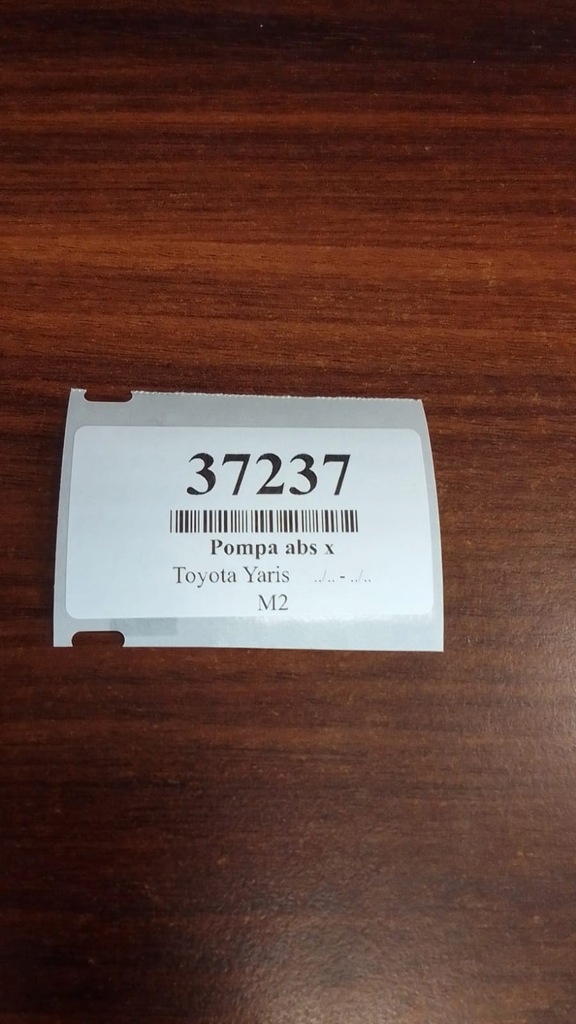 37237
Pompa abs x
Toyota Yaris ../.. - ../..
M2